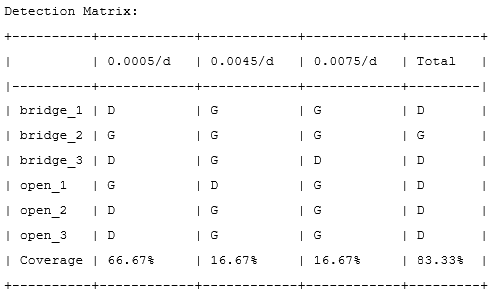 Detection Matrix:
+----------+------------+------------+------------+---------+
|          | 0.0005/d   | 0.0045/d   | 0.0075/d   | Total   |
|----------+------------+------------+------------+---------|
| bridge_1 | D          | G          | G          | D       |
| bridge_2 | G          | G          | G          | G       |
| bridge_3 | D          | G          | D          | D       |
| open_1   | G          | D          | G          | D       |
| open_2   | D          | G          | G          | D       |
| open_3   | D          | G          | G          | D       |
| Coverage | 66.67%     | 16.67%     | 16.67%     | 83.33%  |
+----------+------------+------------+------------+---------+